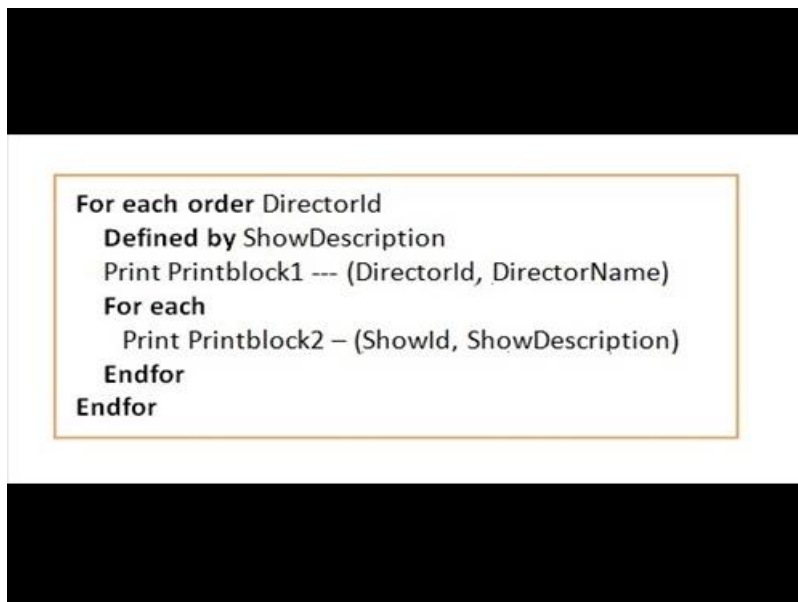 For each order DirectorId
Defined by ShowDescription
Print Printblock1 --- (DirectorId, DirectorName)
For each
Print Printblock2 – (ShowId, ShowDescription)
Endfor
Endfor